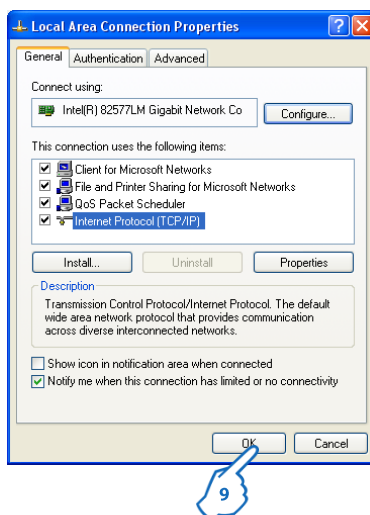 Local Area Connection Properties
General Authentication Advanced
Connect using:
Intel(R) 82577LM Gigabit Network Co Configure...
This connection uses the following items:
Client for Microsoft Networks
File and Printer Sharing for Microsoft Networks
QoS Packet Scheduler
Internet Protocol (TCP/IP)
Install... Uninstall Properties
Description
Transmission Control Protocol/Internet Protocol. The default
wide area network protocol that provides communication
across diverse interconnected networks.
Show icon in notification area when connected
Notify me when this connection has limited or no connectivity
OK Cancel
9